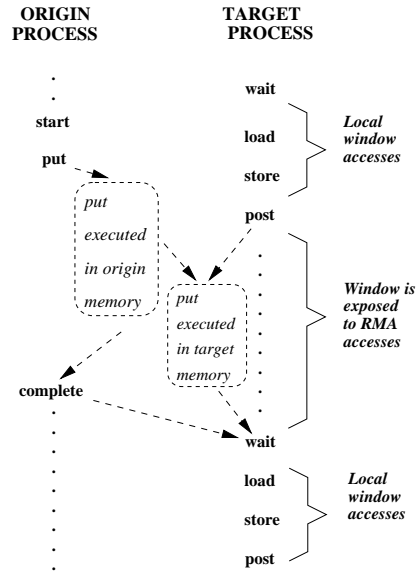 ORIGIN
PROCESS
TARGET
PROCESS
wait
start
load
Local
window
accesses
put
store
put
executed
in origin
memory
post
put
executed
in target
memory
Window is
exposed
to RMA
accesses
complete
wait
load
store
post
Local
window
accesses